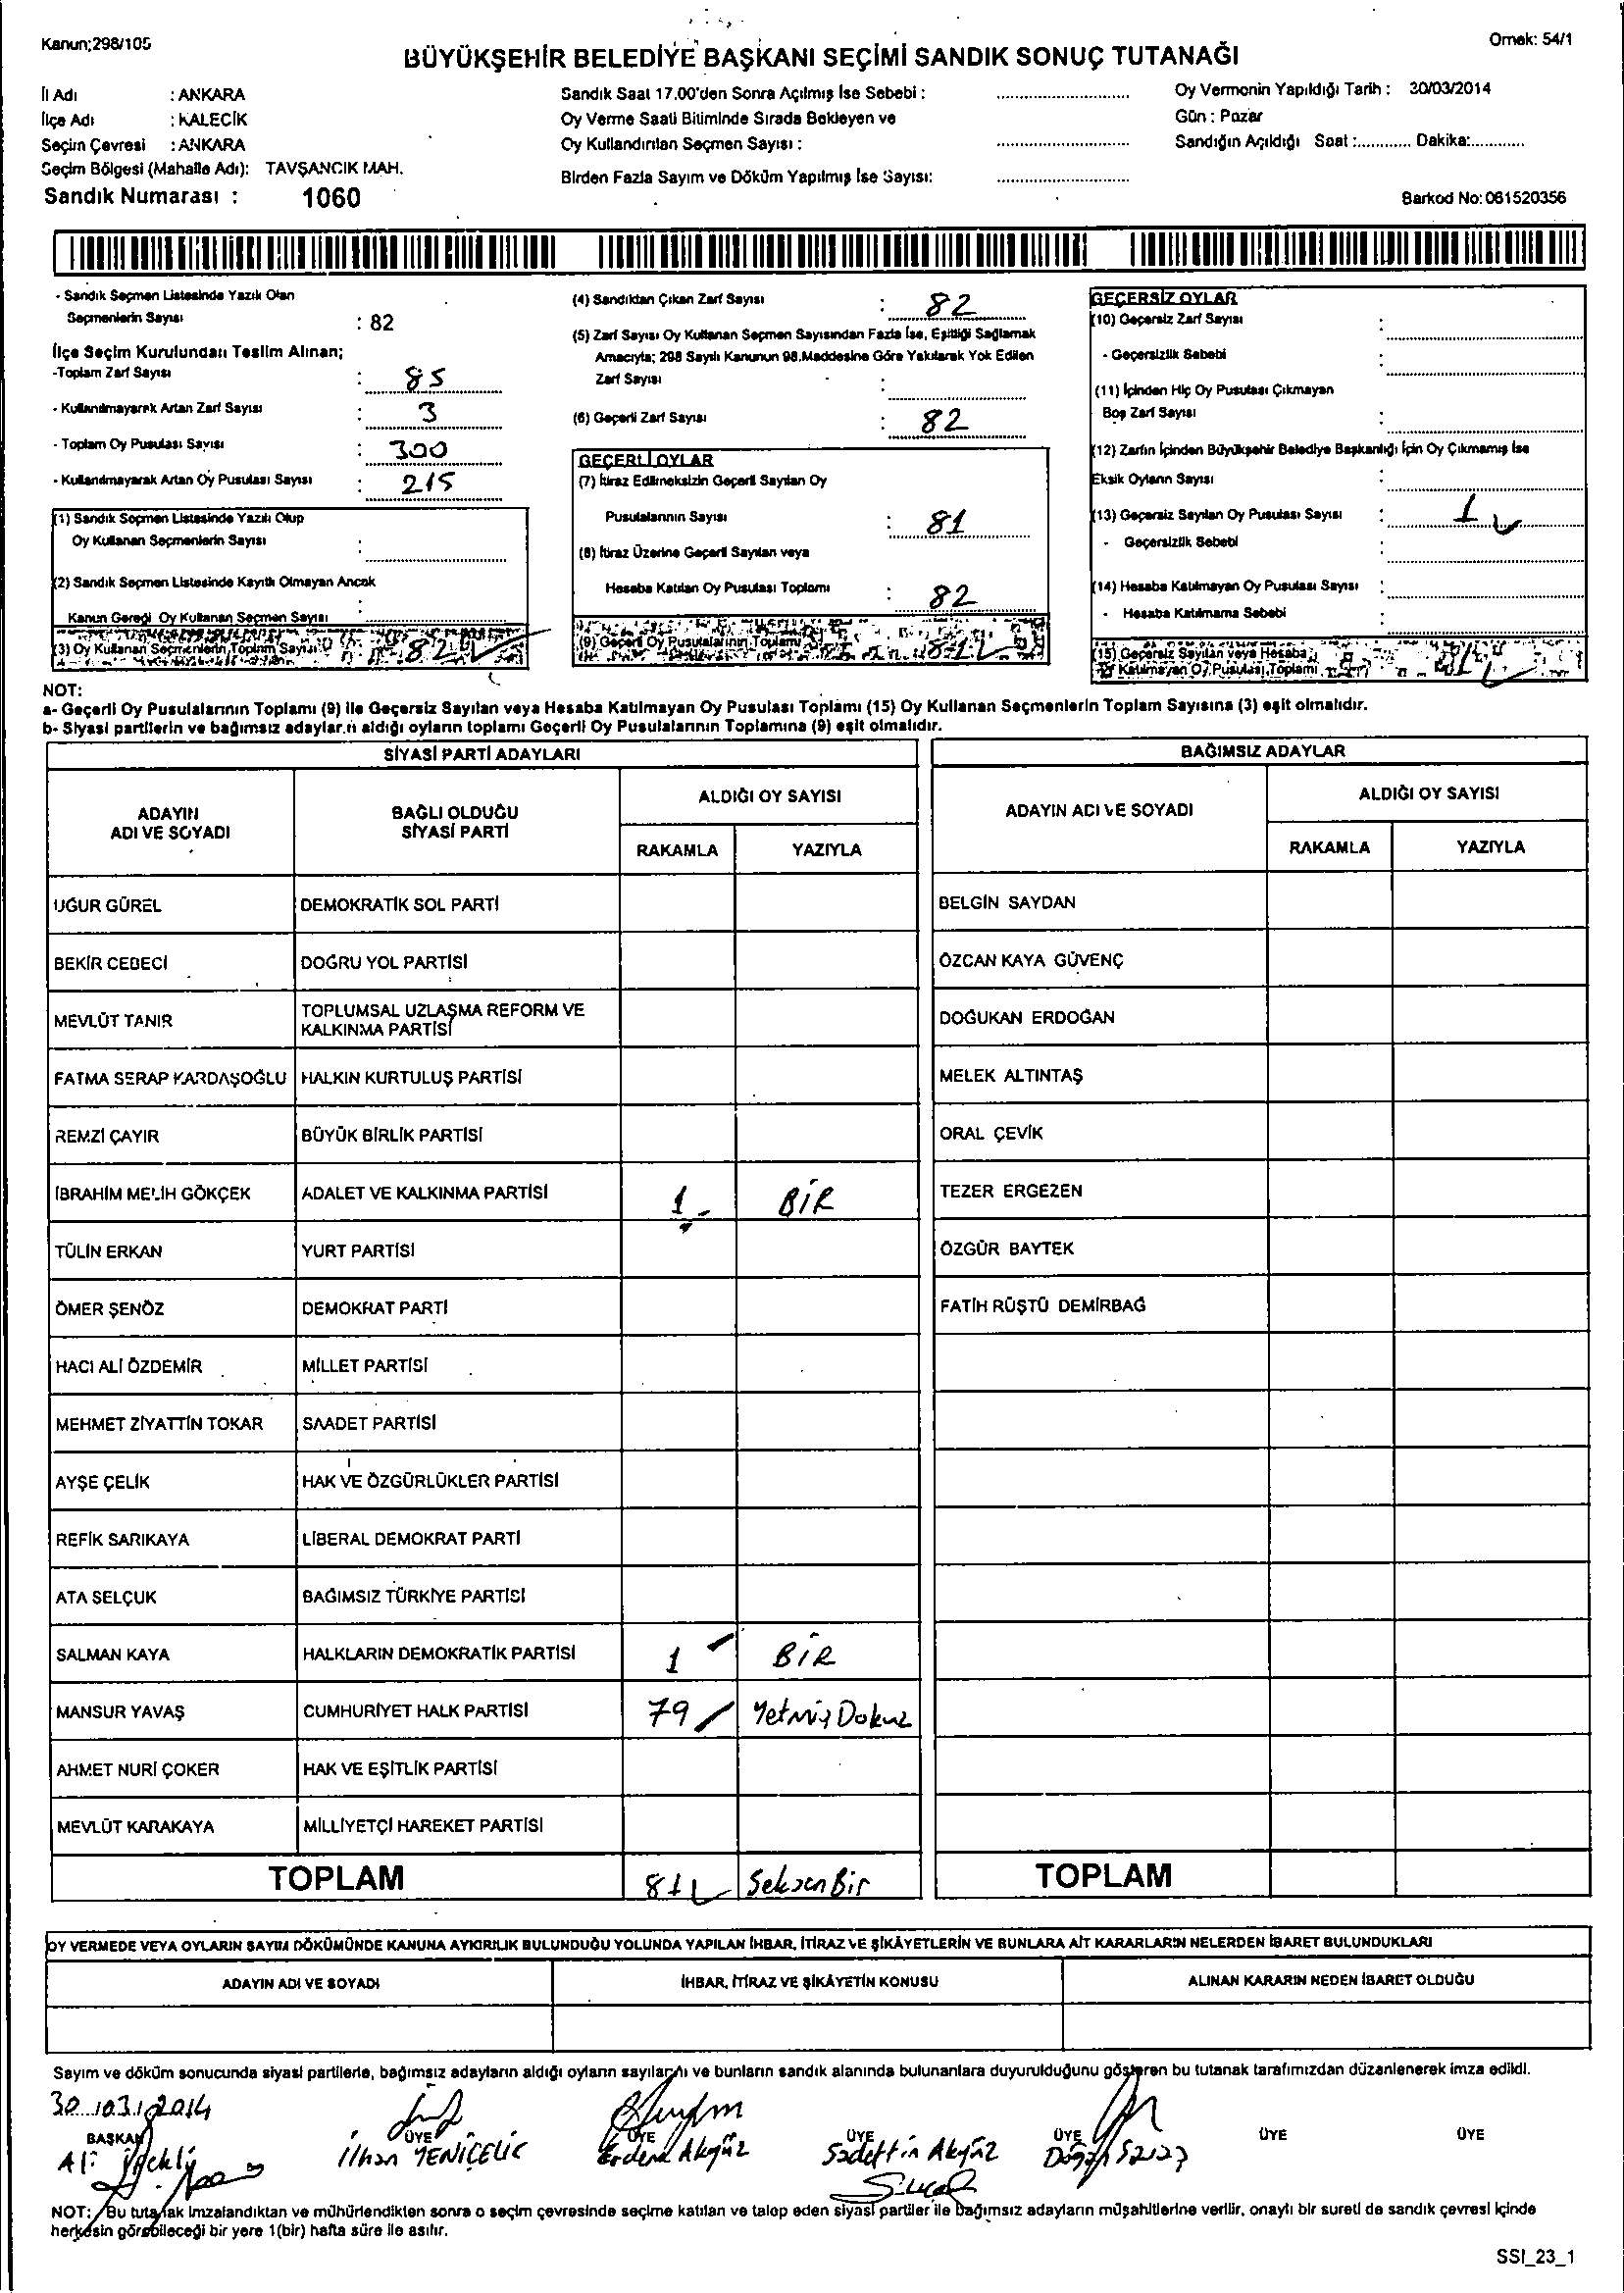 Kanun;298/105
Örnek: 54/1
BÜYÜKŞEHİR BELEDİYE BAŞKANI SEÇİMİ SANDIK SONUÇ TUTANAĞI
İl Adı : ANKARA
İlçe Adı : KALECİK
Seçim Çevresi : ANKARA
Seçim Bölgesi (Mahalle Adı): TAVŞANCIK MAH.
Sandık Numarası : 1060
Sandık Saat 17.00'den Sonra Açılmış İse Sebebi :
Oy Verme Saati Bitiminde Sırada Bekleyen ve
Oy Kullandırılan Seçmen Sayısı :
Birden Fazla Sayım ve Döküm Yapılmış İse Sayısı:
Oy Vermenin Yapıldığı Tarih : 30/03/2014
Gün : Pazar
Sandığın Açıldığı Saat :............ Dakika:............
Barkod No: 081520356
- Sandık Seçmen Listesinde Yazılı Olan
Seçmenlerin Sayısı : 82
İlçe Seçim Kurulundan Teslim Alınan;
-Toplam Zarf Sayısı : 85
- Kullanılmayarak Artan Zarf Sayısı : 3
- Toplam Oy Pusulası Sayısı : 300
- Kullanılmayarak Artan Oy Pusulası Sayısı : 215
(1) Sandık Seçmen Listesinde Yazılı Olup
Oy Kullanan Seçmenlerin Sayısı :
(2) Sandık Seçmen Listesinde Kayıtlı Olmayan Ancak
Kanun Gereği Oy Kullanan Seçmen Sayısı :
(3) Oy Kullanan Seçmenlerin Toplam Sayısı 82
(4) Sandıktan Çıkan Zarf Sayısı : 82
(5) Zarf Sayısı Oy Kullanan Seçmen Sayısından Fazla İse, Eşitliği Sağlamak
Amacıyla; 298 Sayılı Kanunun 98.Maddesine Göre Yakılarak Yok Edilen
Zarf Sayısı :
(6) Geçerli Zarf Sayısı : 82
GEÇERLİ OYLAR
(7) İtiraz Edilmeksizin Geçerli Sayılan Oy
Pusulalarının Sayısı : 81
(8) İtiraz Üzerine Geçerli Sayılan veya
Hesaba Katılan Oy Pusulası Toplamı : 82
(9) Geçerli Oy Pusulalarının Toplamı 81
GEÇERSİZ OYLAR
(10) Geçersiz Zarf Sayısı :
- Geçersizlik Sebebi :
(11) İçinden Hiç Oy Pusulası Çıkmayan
Boş Zarf Sayısı :
(12) Zarfın İçinden Büyükşehir Belediye Başkanlığı İçin Oy Çıkmamış İse
Eksik Oyların Sayısı :
(13) Geçersiz Sayılan Oy Pusulası Sayısı : 1
- Geçersizlik Sebebi :
(14) Hesaba Katılmayan Oy Pusulası Sayısı :
- Hesaba Katılmama Sebebi :
(15) Geçersiz Sayılan veya Hesaba
Katılmayan Oy Pusulası Toplamı
NOT:
a- Geçerli Oy Pusulalarının Toplamı (9) ile Geçersiz Sayılan veya Hesaba Katılmayan Oy Pusulası Toplamı (15) Oy Kullanan Seçmenlerin Toplam Sayısına (3) eşit olmalıdır.
b- Siyasi partilerin ve bağımsız adayların aldığı oyların toplamı Geçerli Oy Pusulalarının Toplamına (9) eşit olmalıdır.
SİYASİ PARTİ ADAYLARI
ADAYIN ADI VE SOYADI
BAĞLI OLDUĞU SİYASİ PARTİ
ALDIĞI OY SAYISI
RAKAMLA YAZIYLA
UĞUR GÜREL DEMOKRATİK SOL PARTİ
BEKİR CEBECİ DOĞRU YOL PARTİSİ
MEVLÜT TANIR TOPLUMSAL UZLAŞMA REFORM VE KALKINMA PARTİSİ
FATMA SERAP KARDAŞOĞLU HALKIN KURTULUŞ PARTİSİ
REMZİ ÇAYIR BÜYÜK BİRLİK PARTİSİ
İBRAHİM MELİH GÖKÇEK ADALET VE KALKINMA PARTİSİ 1 BİR
TÜLİN ERKAN YURT PARTİSİ
ÖMER ŞENÖZ DEMOKRAT PARTİ
HACI ALİ ÖZDEMİR MİLLET PARTİSİ
MEHMET ZİYATTİN TOKAR SAADET PARTİSİ
AYŞE ÇELİK HAK VE ÖZGÜRLÜKLER PARTİSİ
REFİK SARIKAYA LİBERAL DEMOKRAT PARTİ
ATA SELÇUK BAĞIMSIZ TÜRKİYE PARTİSİ
SALMAN KAYA HALKLARIN DEMOKRATİK PARTİSİ 1 BİR
MANSUR YAVAŞ CUMHURİYET HALK PARTİSİ 79 Yetmiş Dokuz
AHMET NURİ ÇOKER HAK VE EŞİTLİK PARTİSİ
MEVLÜT KARAKAYA MİLLİYETÇİ HAREKET PARTİSİ
TOPLAM 81 Seksen Bir
BAĞIMSIZ ADAYLAR
ADAYIN ADI VE SOYADI
ALDIĞI OY SAYISI
RAKAMLA YAZIYLA
BELGİN SAYDAN
ÖZCAN KAYA GÜVENÇ
DOĞUKAN ERDOĞAN
MELEK ALTINTAŞ
ORAL ÇEVİK
TEZER ERGEZEN
ÖZGÜR BAYTEK
FATİH RÜŞTÜ DEMİRBAĞ
TOPLAM
OY VERMEDE VEYA OYLARIN SAYIM DÖKÜMÜNDE KANUNA AYKIRILIK BULUNDUĞU YOLUNDA YAPILAN İHBAR, İTİRAZ VE ŞİKÂYETLERİN VE BUNLARA AİT KARARLARIN NELERDEN İBARET BULUNDUKLARI
ADAYIN ADI VE SOYADI İHBAR, İTİRAZ VE ŞİKÂYETİN KONUSU ALINAN KARARIN NEDEN İBARET OLDUĞU
Sayım ve döküm sonucunda siyasi partilerle, bağımsız adayların aldığı oyların sayılarını ve bunların sandık alanında bulunanlara duyurulduğunu gösteren bu tutanak tarafımızdan düzenlenerek imza edildi.
30/03/2014
BAŞKAN ÜYE ÜYE ÜYE ÜYE ÜYE ÜYE
Ali İlhan YENİÇELİK Erdem Akgöz Sadettin Akgöz Doğan
NOT: Bu tutanak imzalandıktan ve mühürlendikten sonra o seçim çevresinde seçime katılan ve talep eden siyasi partiler ile bağımsız adayların müşahitlerine verilir, onaylı bir sureti de sandık çevresi içinde
herkesin görebileceği bir yere 1(bir) hafta süre ile asılır.
SSI_23_1